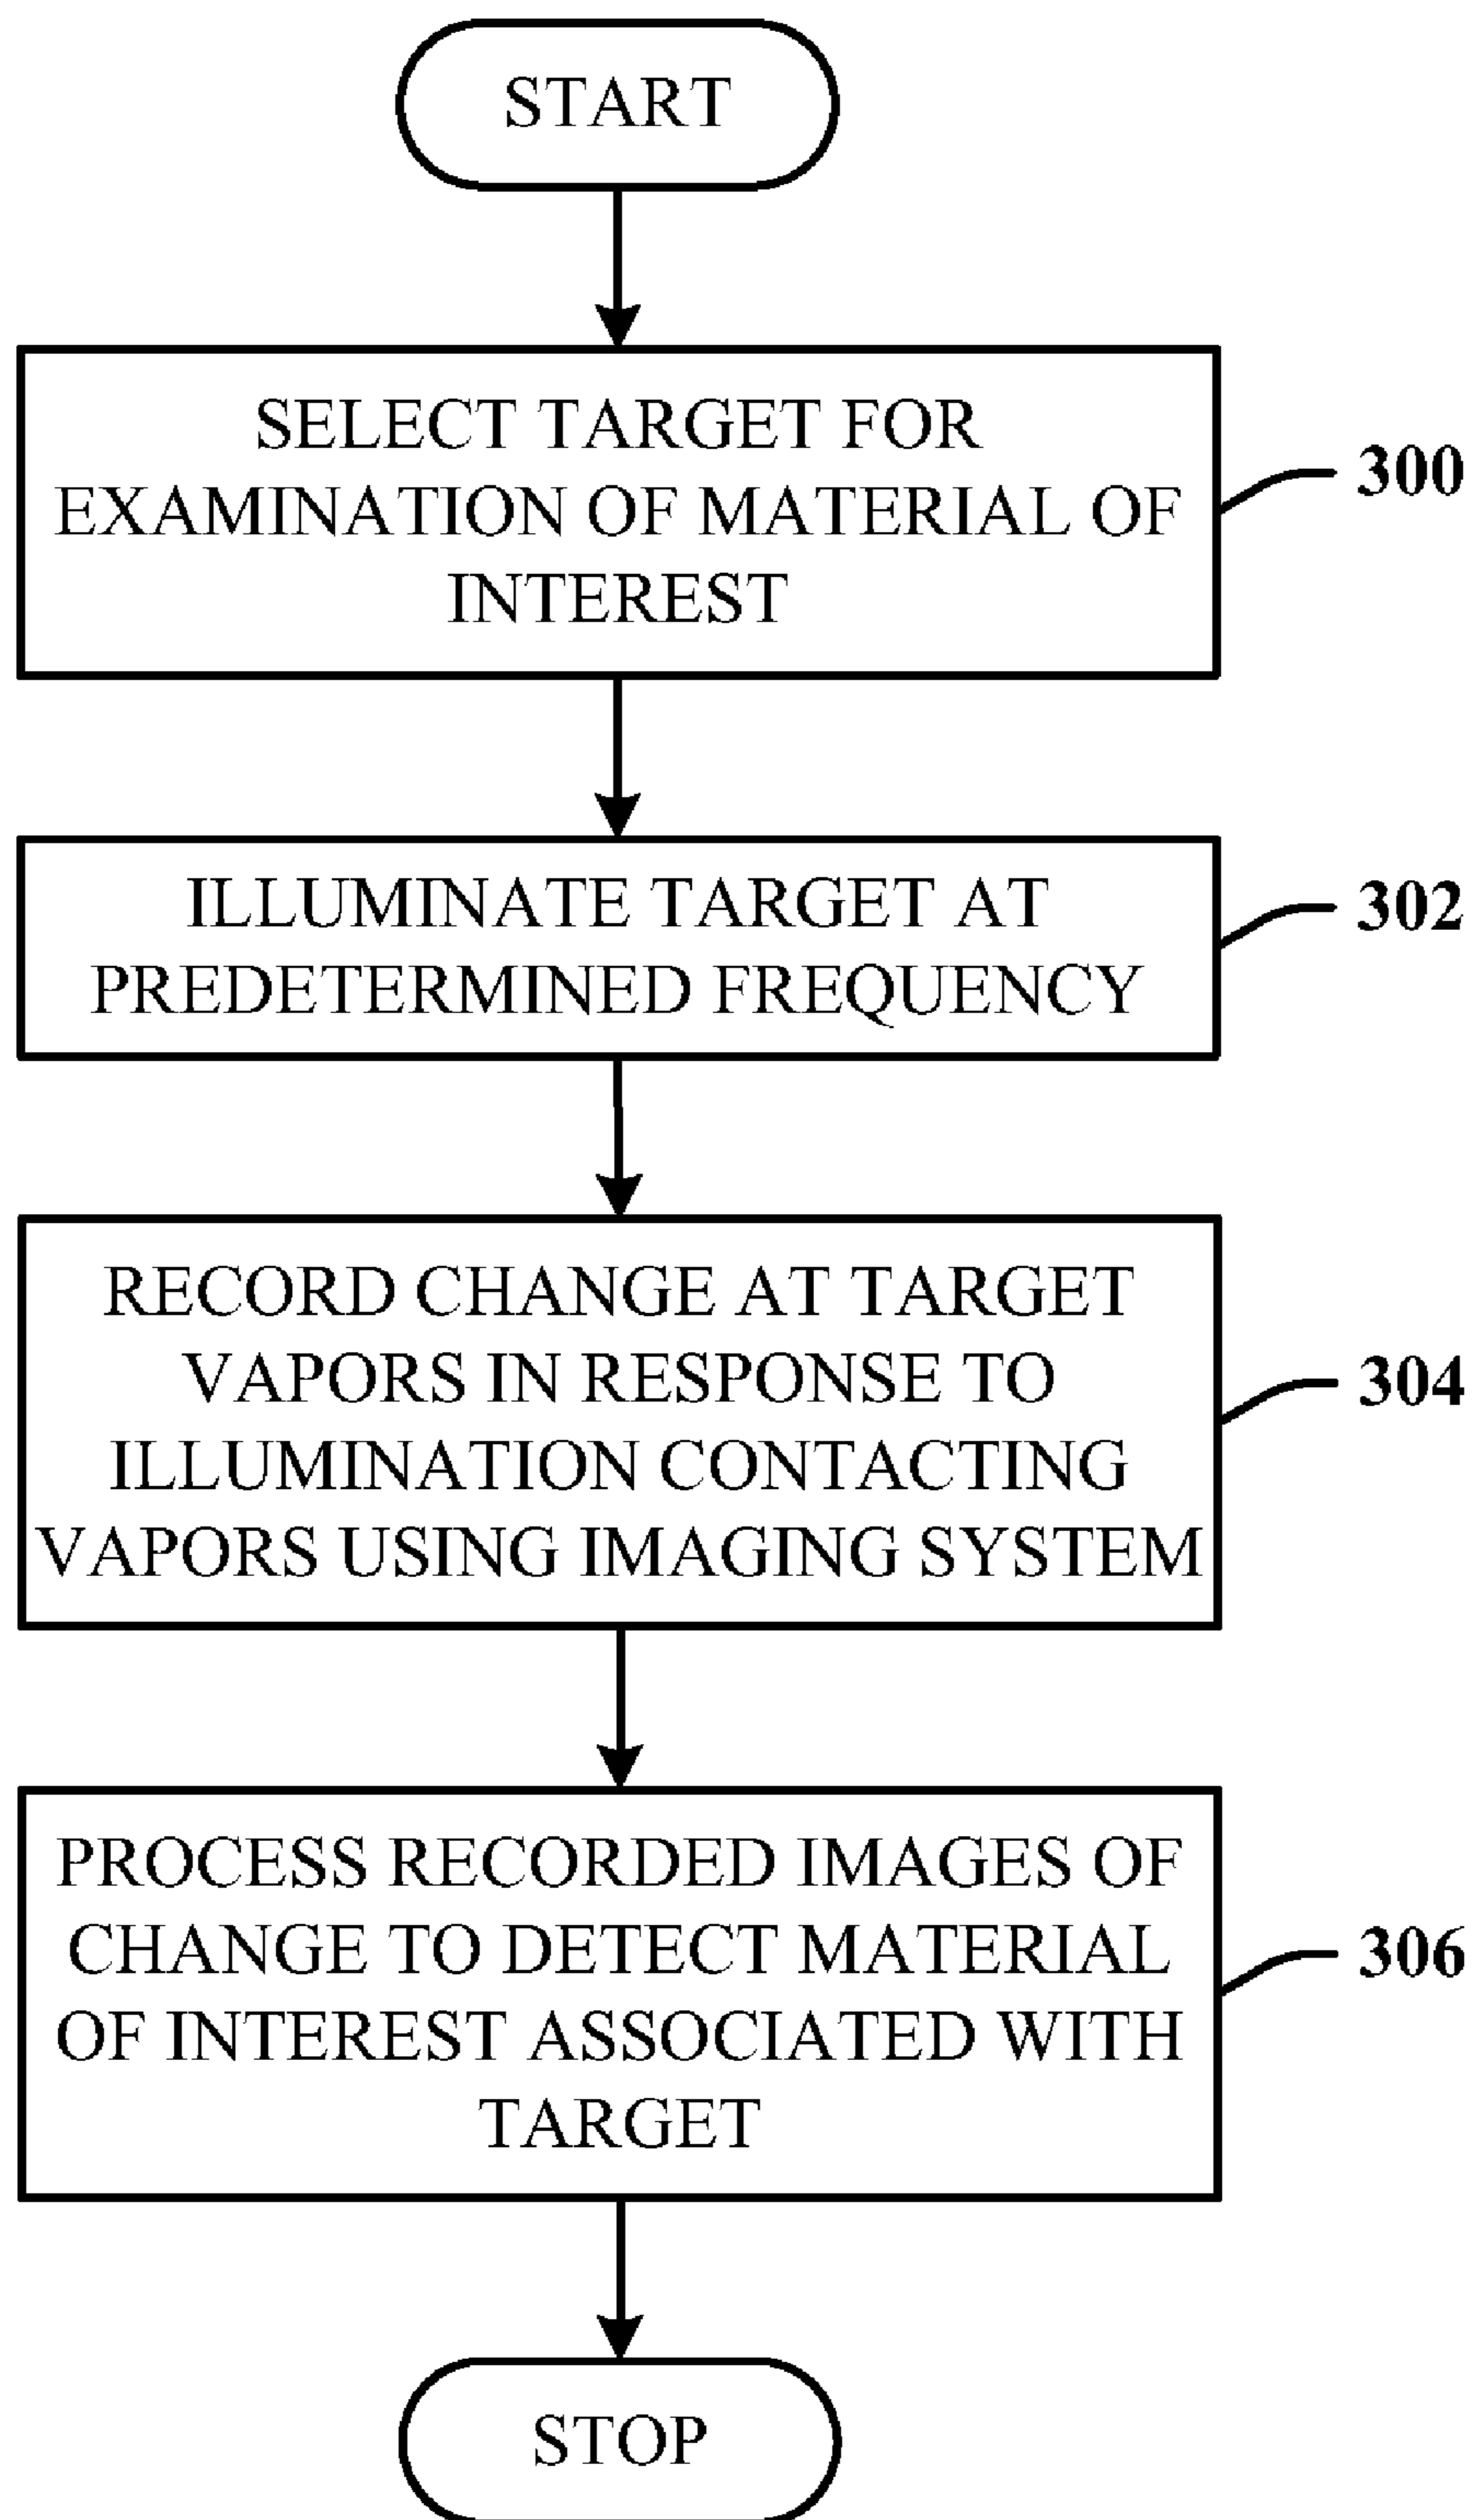 START
SELECT TARGET FOR
EXAMINATION OF MATERIAL OF
INTEREST
300
ILLUMINATE TARGET AT
PREDETERMINED FREQUENCY
302
RECORD CHANGE AT TARGET
VAPORS IN RESPONSE TO
ILLUMINATION CONTACTING
VAPORS USING IMAGING SYSTEM
304
PROCESS RECORDED IMAGES OF
CHANGE TO DETECT MATERIAL
OF INTEREST ASSOCIATED WITH
TARGET
306
STOP